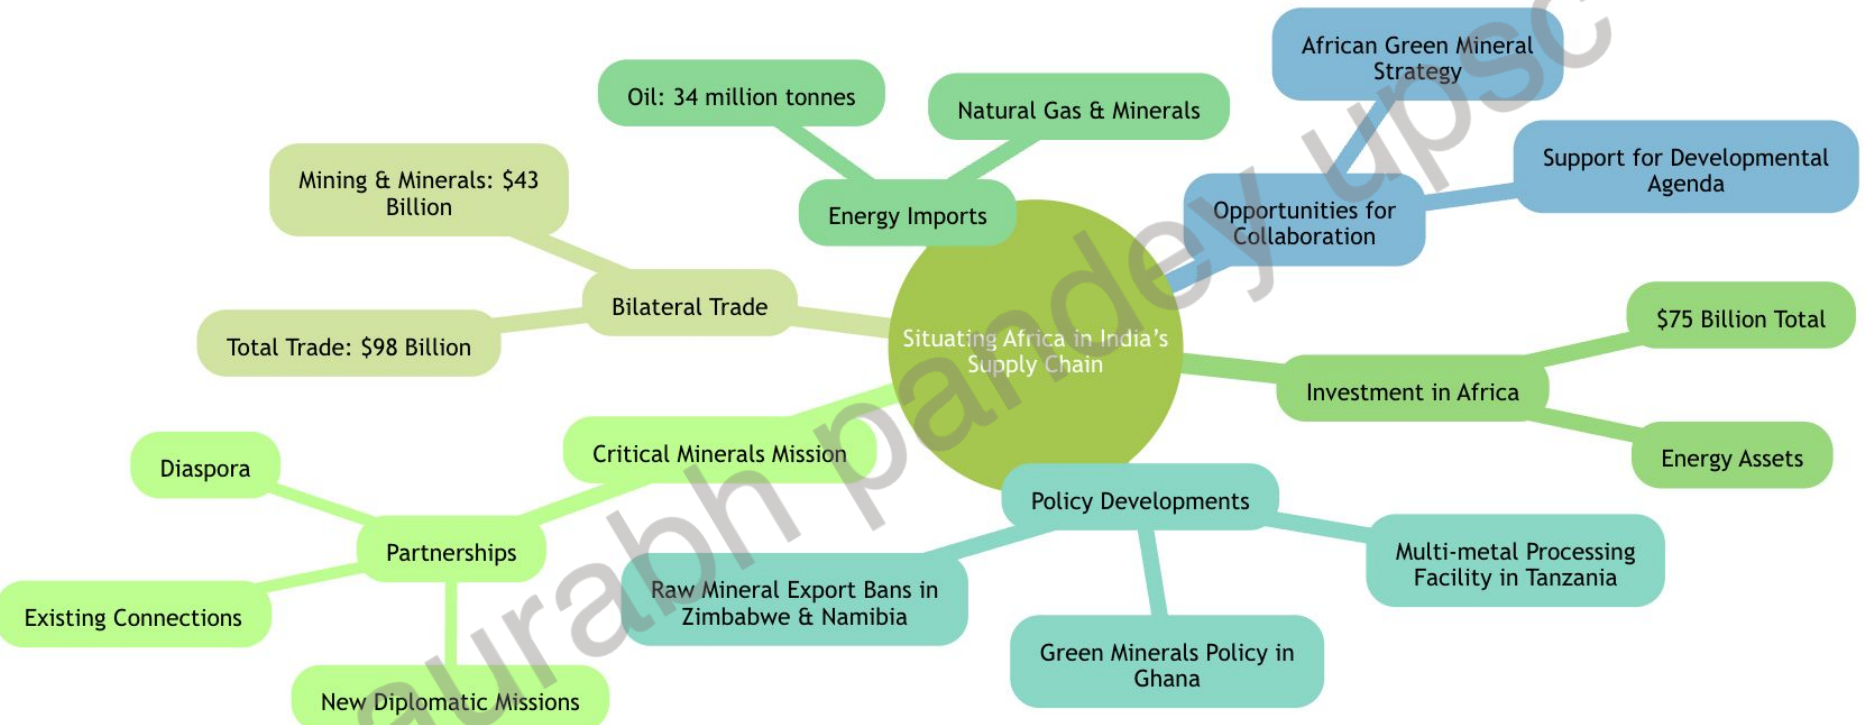 African Green Mineral
Strategy
Oil: 34 million tonnes
Natural Gas & Minerals
Support for Developmental
Agenda
Mining & Minerals: $43
Billion
Energy Imports
Opportunities for
Collaboration
Bilateral Trade
Total Trade: $98 Billion
Situating Africa in India’s
Supply Chain
$75 Billion Total
Investment in Africa
Energy Assets
Critical Minerals Mission
Diaspora
Policy Developments
Partnerships
Multi-metal Processing
Facility in Tanzania
Existing Connections
Raw Mineral Export Bans in
Zimbabwe & Namibia
Green Minerals Policy in
Ghana
New Diplomatic Missions
aurabh pandey upsc